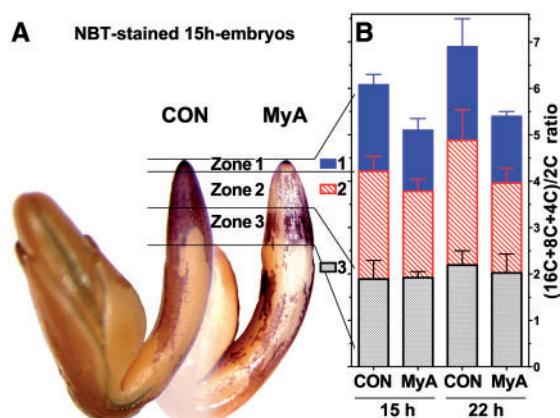 A
NBT-stained 15h-embryos
B
CON
MyA
Zone 1
Zone 2
Zone 3
1
2
3
7
6
5
4
3
2
1
0
(16C+8C+4C)/2C ratio
CON MyA CON MyA
15 h 22 h